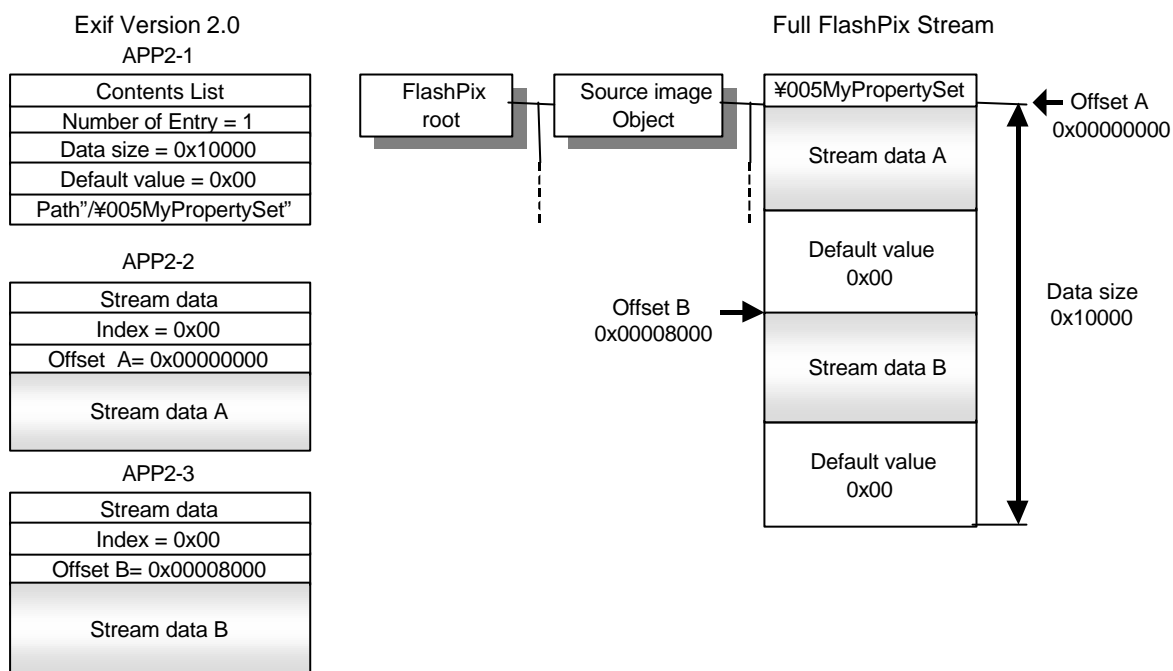 Exif Version 2.0
APP2-1
Contents List
Number of Entry = 1
Data size = 0x10000
Default value = 0x00
Path"/¥005MyPropertySet"
APP2-2
Stream data
Index = 0x00
Offset A= 0x00000000
Stream data A
APP2-3
Stream data
Index = 0x00
Offset B= 0x00008000
Stream data B
Full FlashPix Stream
FlashPix
root
Source image
Object
¥005MyPropertySet
Offset A
0x00000000
Stream data A
Default value
0x00
Offset B
0x00008000
Data size
0x10000
Stream data B
Default value
0x00